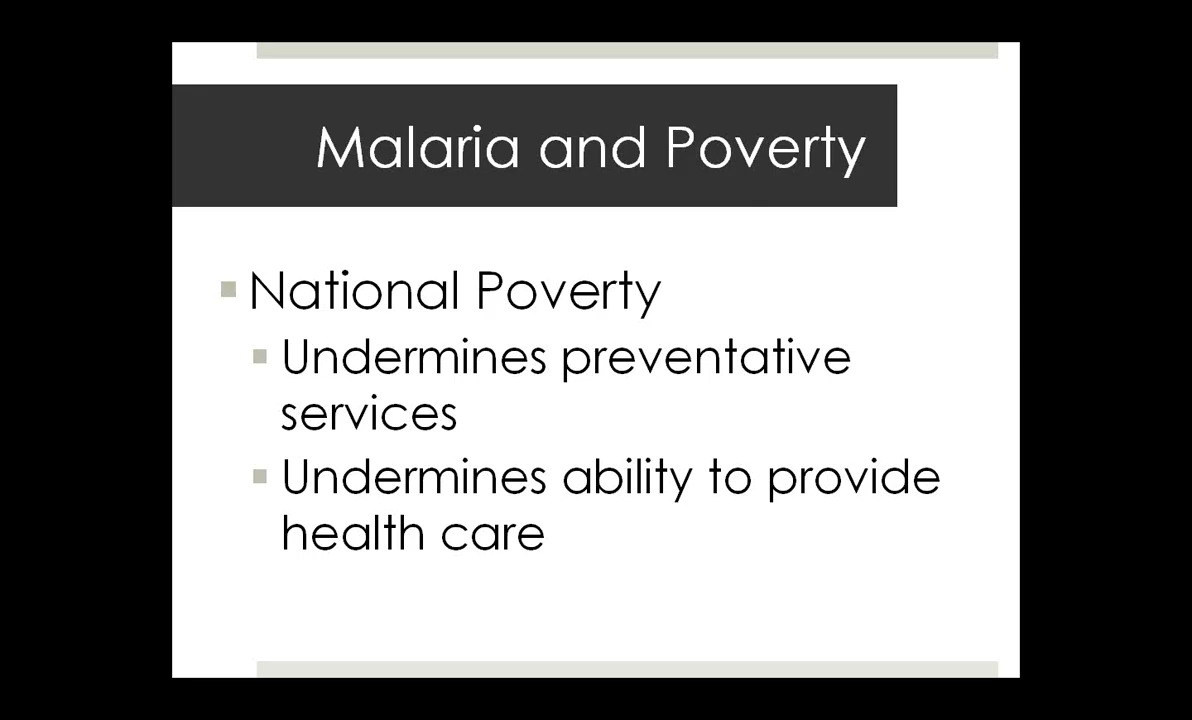 Malaria and Poverty
National Poverty
Undermines preventative
services
Undermines ability to provide
health care